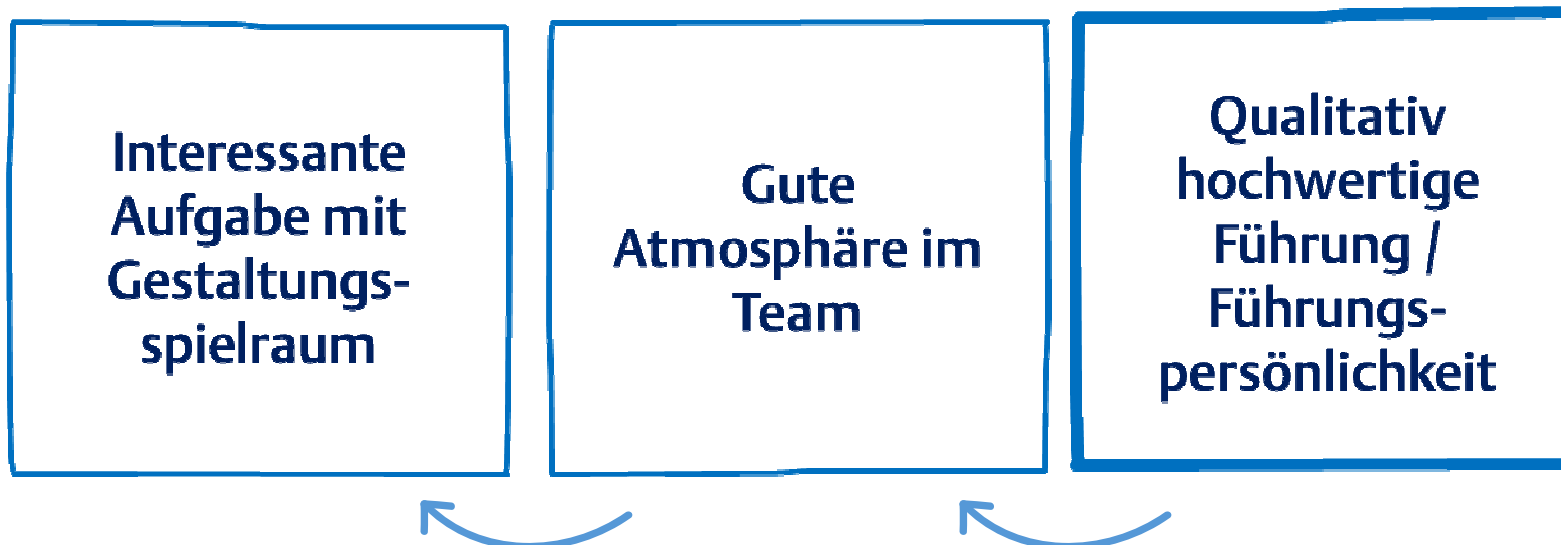 Interessante
Aufgabe mit
Gestaltungs-
spielraum
Gute
Atmosphäre im
Team
Qualitativ
hochwertige
Führung /
Führungs-
persönlichkeit